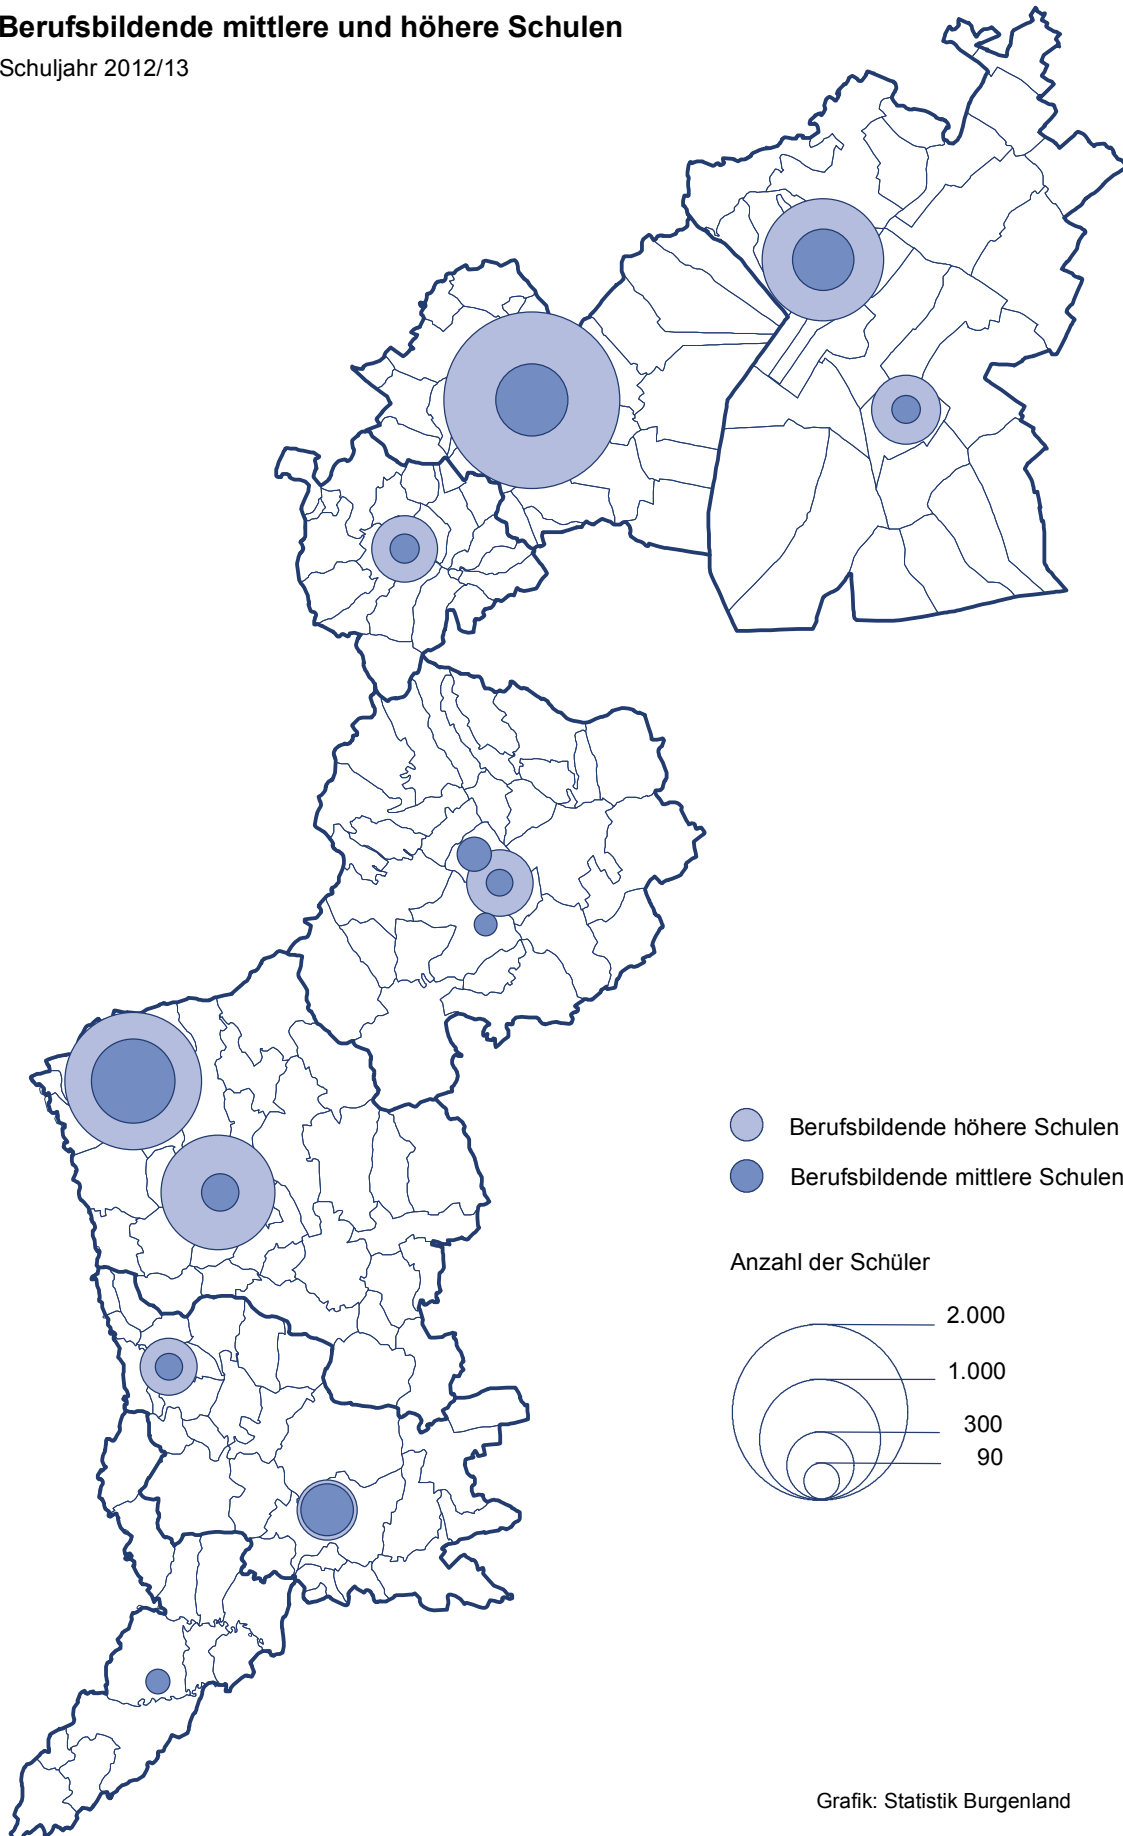 Berufsbildende mittlere und höhere Schulen
Schuljahr 2012/13
Berufsbildende höhere Schulen
Berufsbildende mittlere Schulen
Anzahl der Schüler
2.000
1.000
300
90
Grafik: Statistik Burgenland